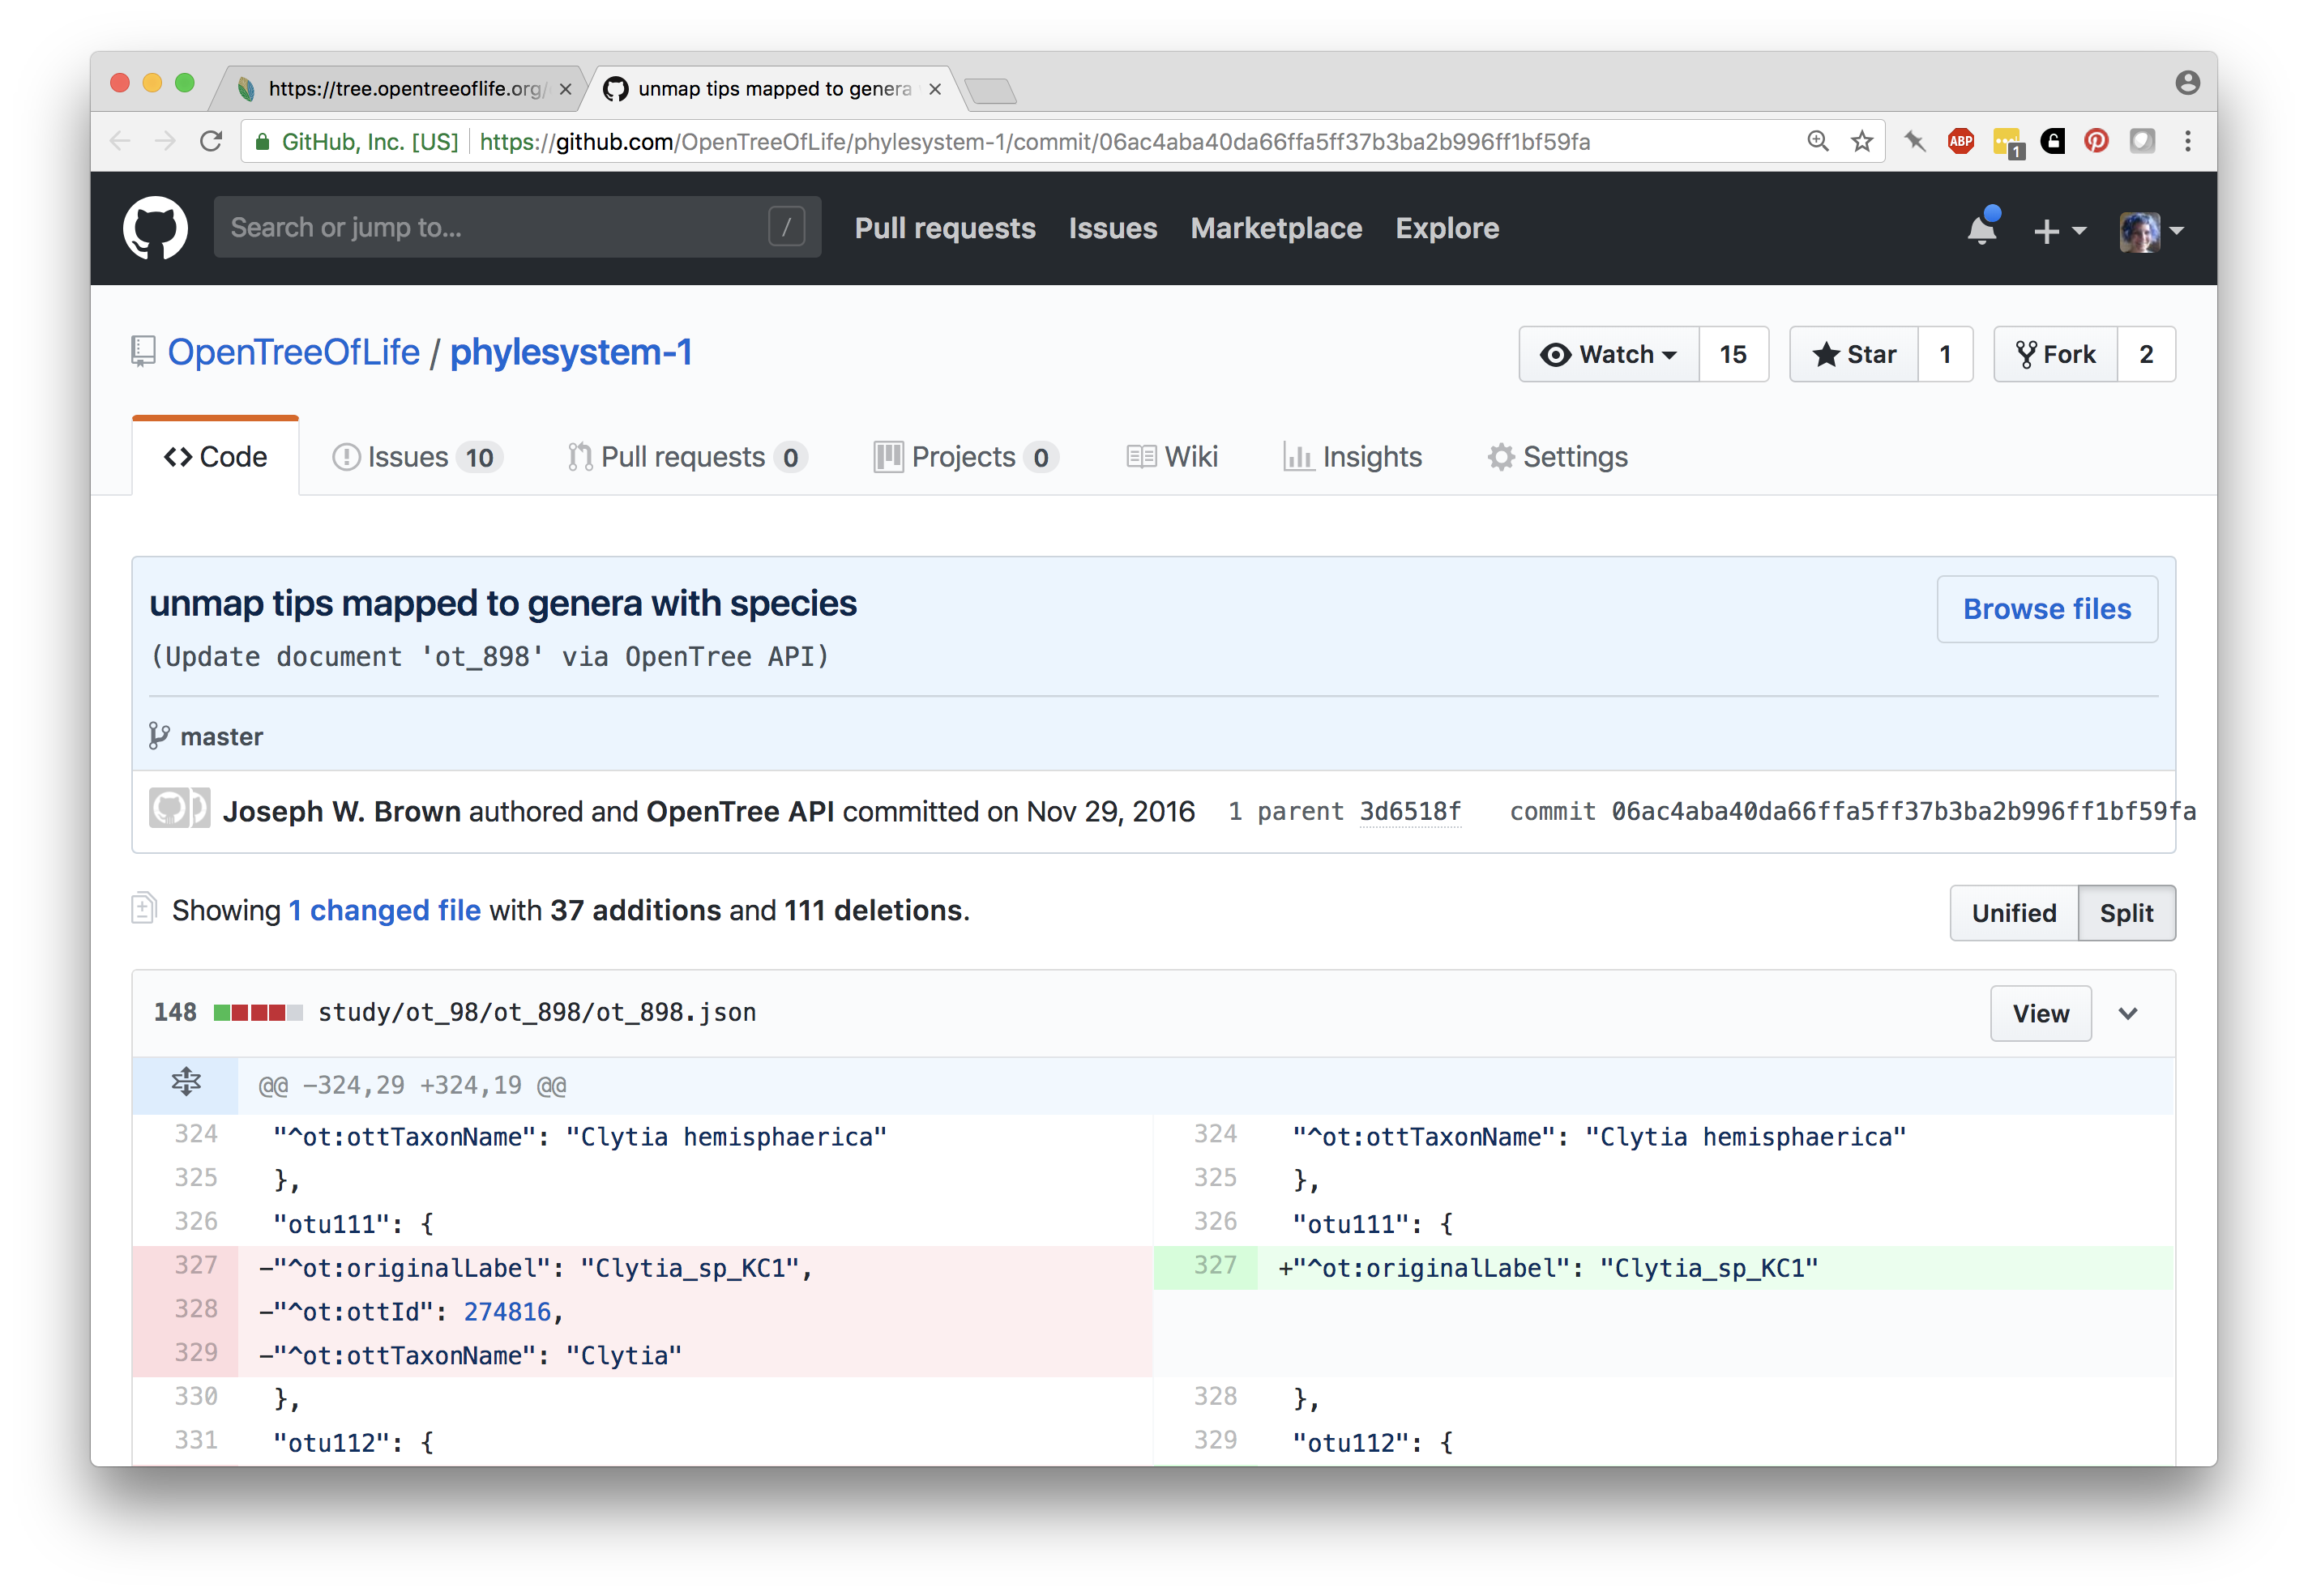 https://tree.opentreeoflife.org/
unmap tips mapped to genera
GitHub, Inc. [US] https://github.com/OpenTreeOfLife/phylesystem-1/commit/06ac4aba40da66ffa5ff37b3ba2b996ff1bf59fa ABP 1
Search or jump to... / Pull requests Issues Marketplace Explore
OpenTreeOfLife / phylesystem-1 Watch 15 Star 1 Fork 2
Code Issues 10 Pull requests 0 Projects 0 Wiki Insights Settings
unmap tips mapped to genera with species
Browse files
(Update document 'ot_898' via OpenTree API)
master
Joseph W. Brown authored and OpenTree API committed on Nov 29, 2016 1 parent 3d6518f commit 06ac4aba40da66ffa5ff37b3ba2b996ff1bf59fa
Showing 1 changed file with 37 additions and 111 deletions. Unified Split
148 study/ot_98/ot_898/ot_898.json View
@@ -324,29 +324,19 @@
324 "^ot:ottTaxonName": "Clytia hemisphaerica" 324 "^ot:ottTaxonName": "Clytia hemisphaerica"
325 }, 325 },
326 "otu111": { 326 "otu111": {
327 -"^ot:originalLabel": "Clytia_sp_KC1", 327 +"^ot:originalLabel": "Clytia_sp_KC1"
328 -"^ot:ottId": 274816,
329 -"^ot:ottTaxonName": "Clytia"
330 }, 328 },
331 "otu112": { 329 "otu112": {